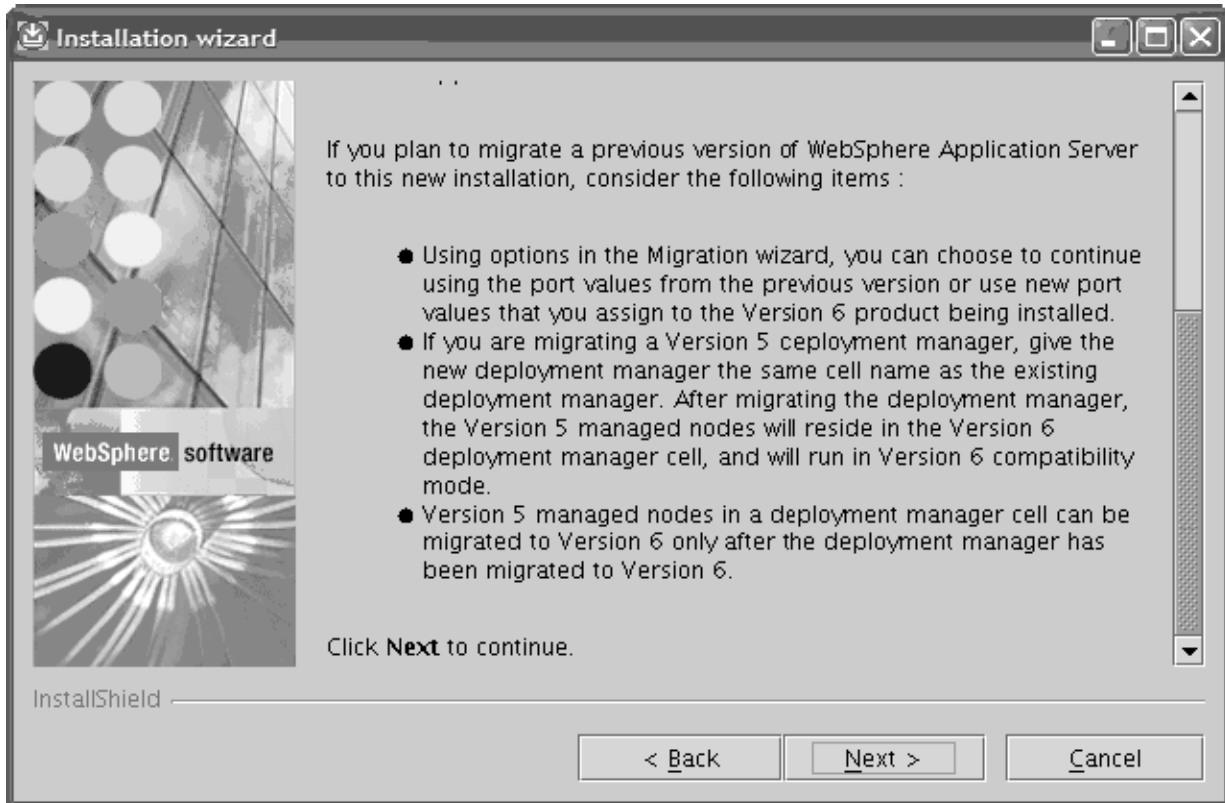 Installation wizard
If you plan to migrate a previous version of WebSphere Application Server
to this new installation, consider the following items :
● Using options in the Migration wizard, you can choose to continue
using the port values from the previous version or use new port
values that you assign to the Version 6 product being installed.
● If you are migrating a Version 5 ceployment manager, give the
new deployment manager the same cell name as the existing
deployment manager. After migrating the deployment manager,
the Version 5 managed nodes will reside in the Version 6
deployment manager cell, and will run in Version 6 compatibility
mode.
● Version 5 managed nodes in a deployment manager cell can be
migrated to Version 6 only after the deployment manager has
been migrated to Version 6.
Click Next to continue.
WebSphere software
InstallShield
< Back
Next >
Cancel